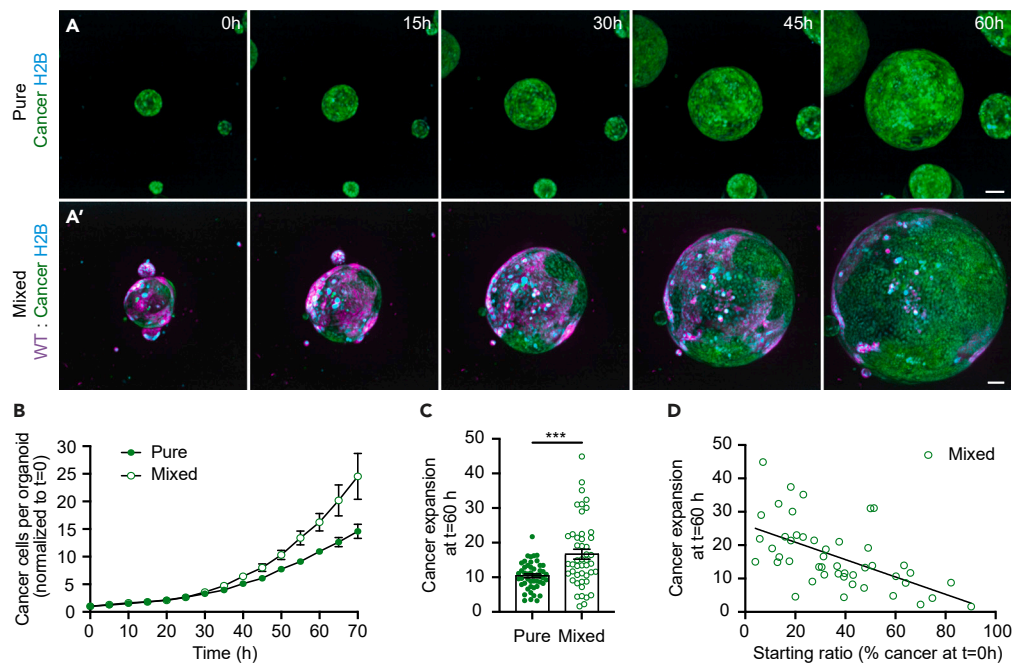 A 0h 15h 30h 45h 60h
Pure
Cancer H2B
A'
Mixed
WT : Cancer H2B
B
Cancer cells per organoid
(normalized to t=0)
30
25
20
15
10
5
0
Pure
Mixed
0 10 20 30 40 50 60 70
Time (h)
C
Cancer expansion
at t=60 h
50
40
30
20
10
0
***
Pure Mixed
D
Cancer expansion
at t=60 h
50
40
30
20
10
0
Mixed
0 20 40 60 80 100
Starting ratio (% cancer at t=0h)